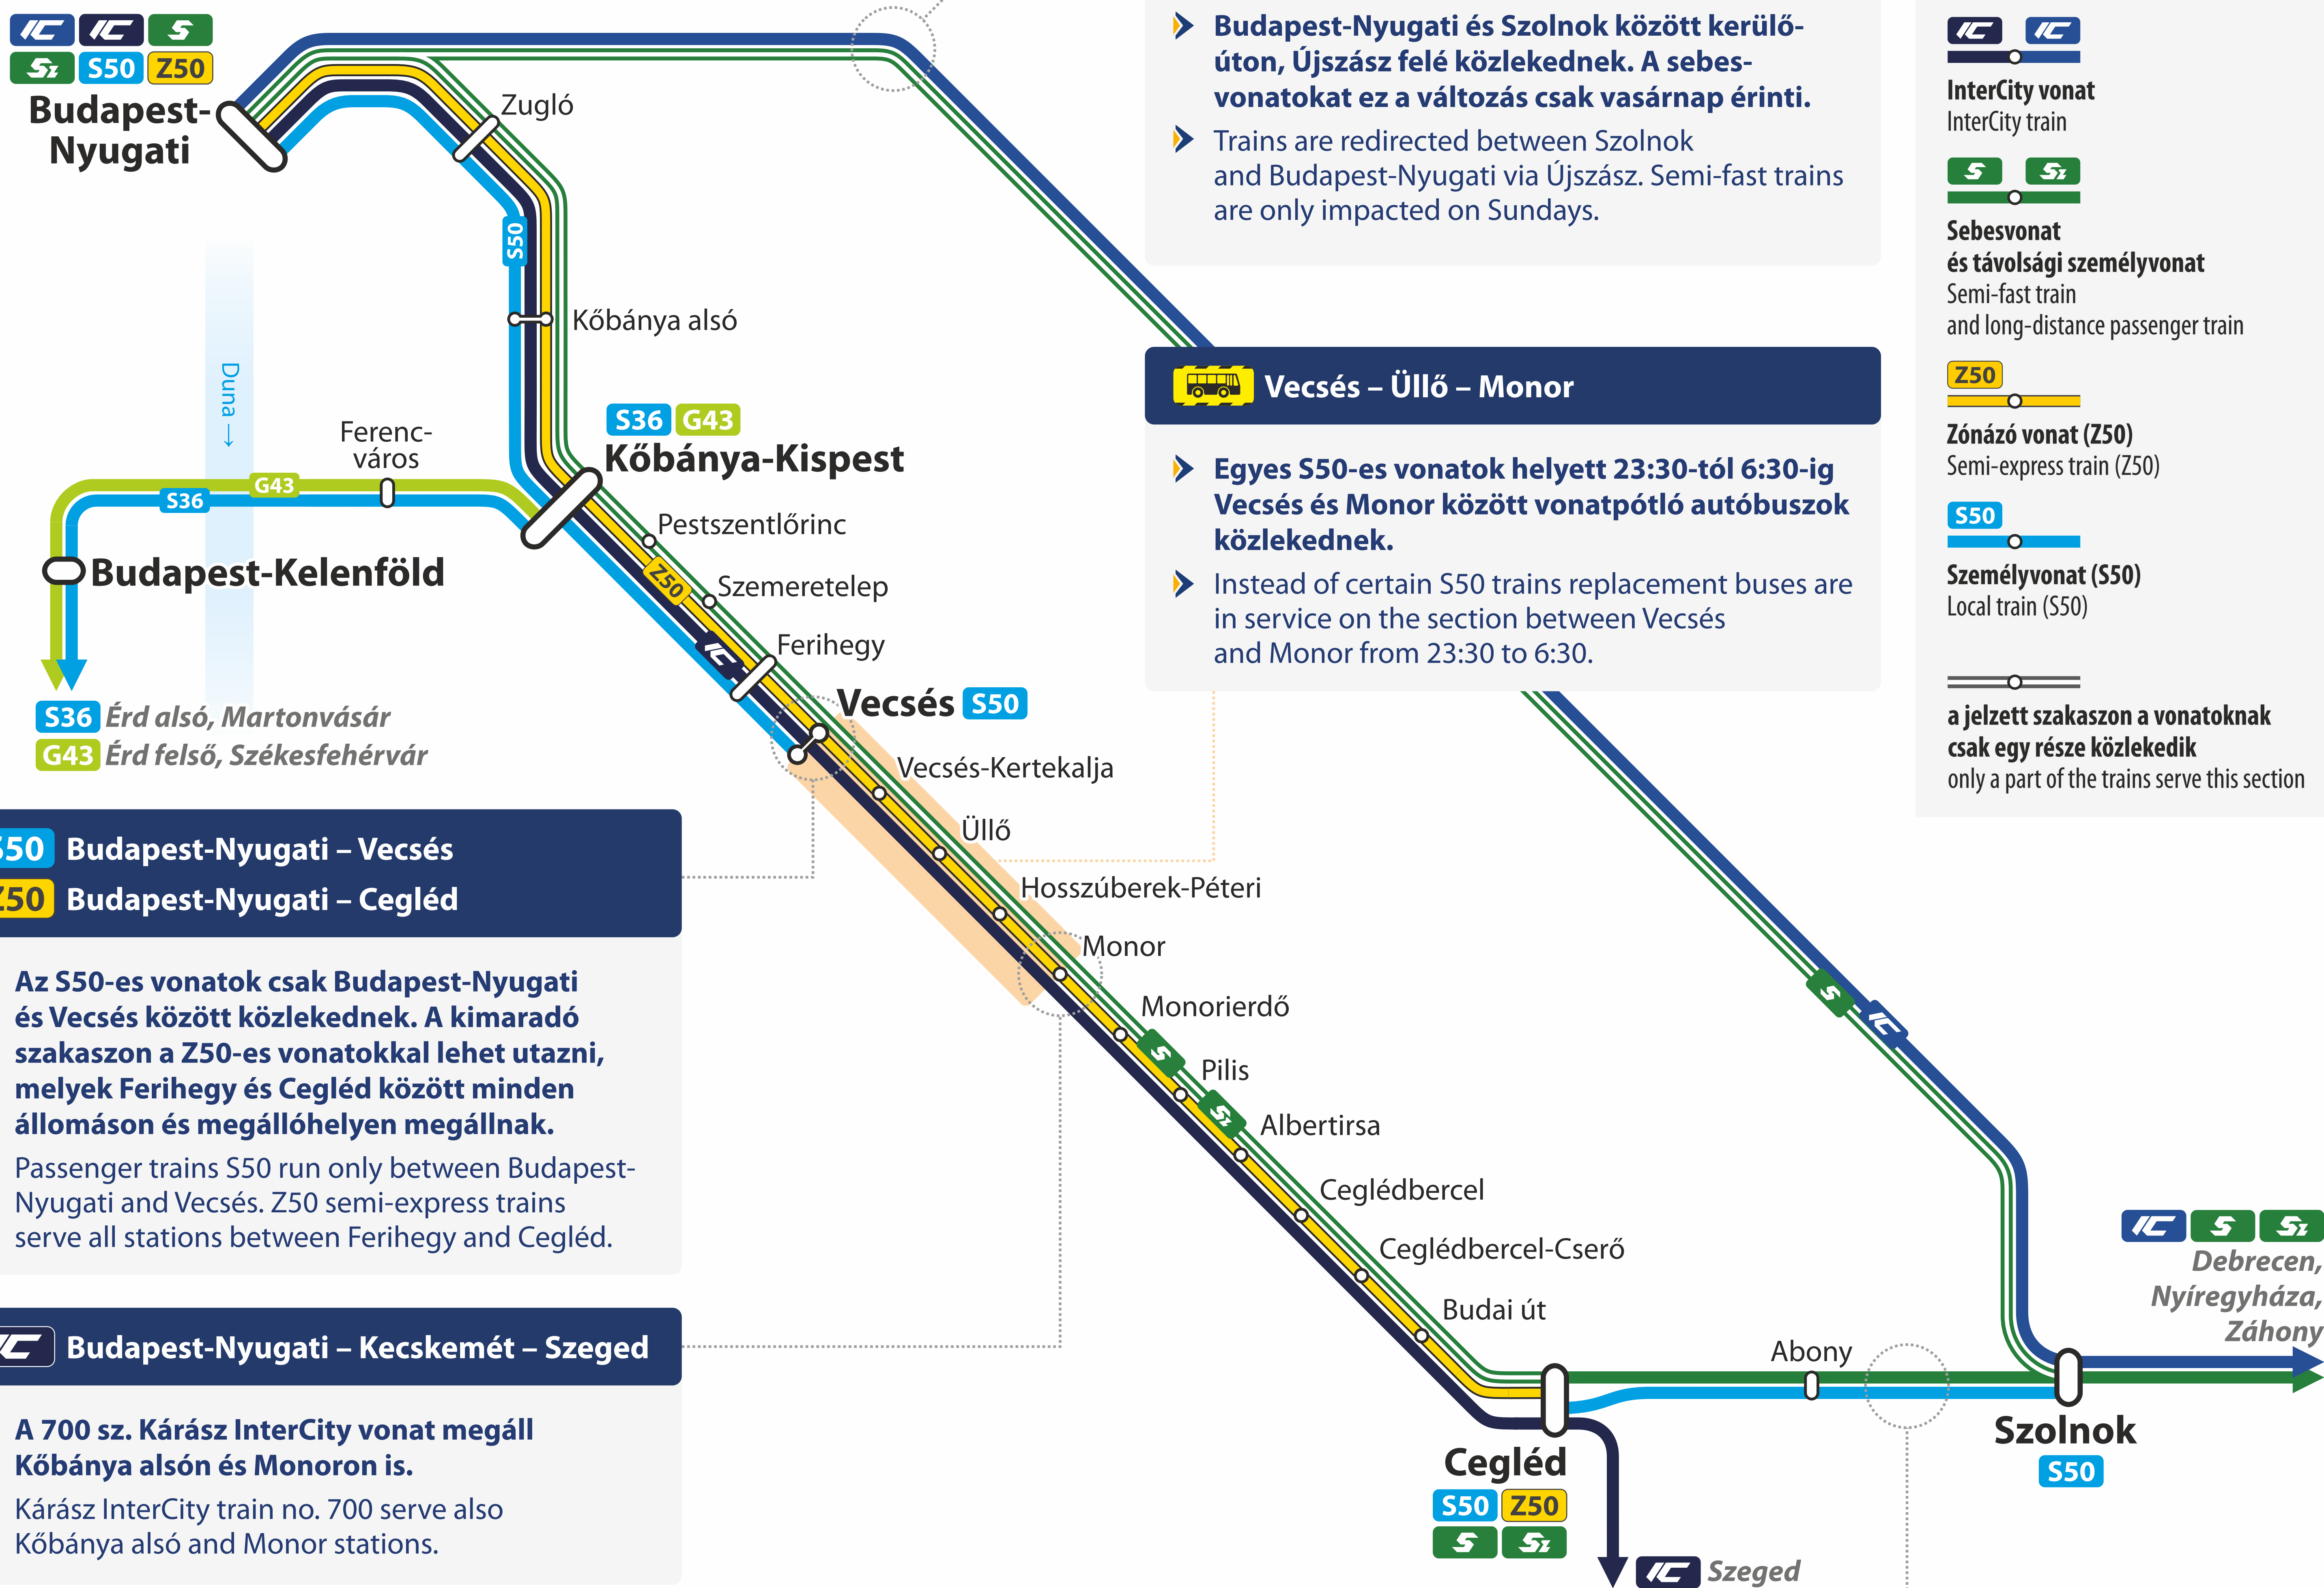 IC IC S
Sz S50 Z50
Budapest-
Nyugati
Zugló
S50
Kőbánya alsó
Duna →
Ferenc-
város
S36 G43
Kőbánya-Kispest
G43
S36
Pestszentlőrinc
Budapest-Kelenföld
Z50
Szemeretelep
IC
Ferihegy
Vecsés S50
S36 Érd alsó, Martonvásár
G43 Érd felső, Székesfehérvár
Vecsés-Kertekalja
Üllő
Hosszúberek-Péteri
Monor
Monorierdő
S
Pilis
Sz
Albertirsa
Ceglédbercel
Ceglédbercel-Cserő
Budai út
Cegléd
S50 Z50
S Sz
IC Szeged
Abony
Szolnok
S50
S
IC
IC S Sz
Debrecen,
Nyíregyháza,
Záhony
Budapest-Nyugati és Szolnok között kerülő-
úton, Újszász felé közlekednek. A sebes-
vonatokat ez a változás csak vasárnap érinti.
Trains are redirected between Szolnok
and Budapest-Nyugati via Újszász. Semi-fast trains
are only impacted on Sundays.
Vecsés – Üllő – Monor
Egyes S50-es vonatok helyett 23:30-tól 6:30-ig
Vecsés és Monor között vonatpótló autóbuszok
közlekednek.
Instead of certain S50 trains replacement buses are
in service on the section between Vecsés
and Monor from 23:30 to 6:30.
S50 Budapest-Nyugati – Vecsés
Z50 Budapest-Nyugati – Cegléd
Az S50-es vonatok csak Budapest-Nyugati
és Vecsés között közlekednek. A kimaradó
szakaszon a Z50-es vonatokkal lehet utazni,
melyek Ferihegy és Cegléd között minden
állomáson és megállóhelyen megállnak.
Passenger trains S50 run only between Budapest-
Nyugati and Vecsés. Z50 semi-express trains
serve all stations between Ferihegy and Cegléd.
IC Budapest-Nyugati – Kecskemét – Szeged
A 700 sz. Kárász InterCity vonat megáll
Kőbánya alsón és Monoron is.
Kárász InterCity train no. 700 serve also
Kőbánya alsó and Monor stations.
IC IC
InterCity vonat
InterCity train
S Sz
Sebesvonat
és távolsági személyvonat
Semi-fast train
and long-distance passenger train
Z50
Zónázó vonat (Z50)
Semi-express train (Z50)
S50
Személyvonat (S50)
Local train (S50)
a jelzett szakaszon a vonatoknak
csak egy része közlekedik
only a part of the trains serve this section